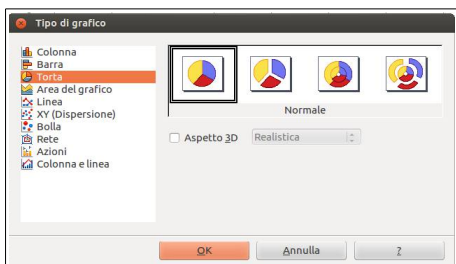 Tipo di grafico
Colonna
Barra
Torta
Area del grafico
Linea
XY (Dispersione)
Bolla
Rete
Azioni
Colonna e linea
Normale
Aspetto 3D Realistica
OK Annulla ?